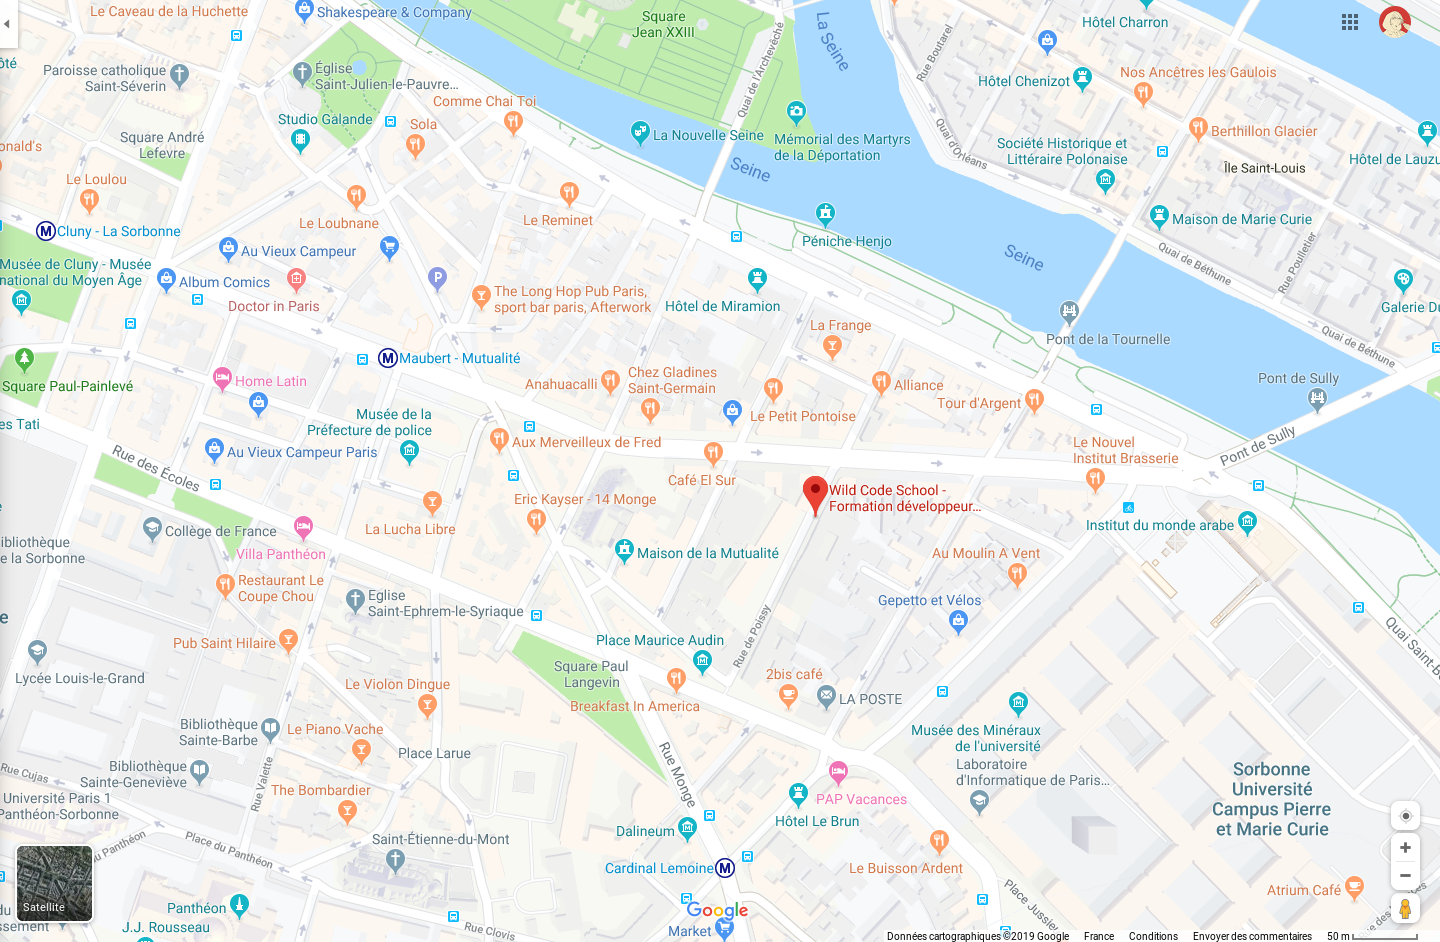 Le Caveau de la Huchette
Shakespeare & Company
Square
Jean XXIII
La Seine
Hôtel Charron
Rue Boutarel
Quai de l'Archevêché
Paroisse catholique
Saint-Séverin
Église
Saint-Julien-le-Pauvre...
Hôtel Chenizot
Nos Ancêtres les Gaulois
Comme Chai Toi
Studio Galande
Sola
La Nouvelle Seine
Mémorial des Martyrs
de la Déportation
Quai d'Orléans
Société Historique et
Littéraire Polonaise
Berthillon Glacier
Square André
Lefevre
onald's
Hôtel de Lauzu
Île Saint-Louis
Seine
Le Loulou
Le Loubnane
Le Reminet
Maison de Marie Curie
Cluny - La Sorbonne
Péniche Henjo
Seine
Quai de Béthune
Rue Poulletier
Au Vieux Campeur
Musée de Cluny - Musée
national du Moyen Âge
Album Comics
Doctor in Paris
The Long Hop Pub Paris,
sport bar paris, Afterwork
Hôtel de Miramion
Galerie Du
La Frange
Quai de Béthune
Pont de la Tournelle
Maubert - Mutualité
Square Paul-Painlevé
Home Latin
Anahuacalli
Chez Gladines
Saint-Germain
Alliance
Pont de Sully
Tour d'Argent
Musée de la
Préfecture de police
Le Petit Pontoise
es Tati
Aux Merveilleux de Fred
Le Nouvel
Institut Brasserie
Pont de Sully
Rue des Écoles
Au Vieux Campeur Paris
Café El Sur
Wild Code School -
Formation développeur...
Eric Kayser - 14 Monge
La Lucha Libre
Collège de France
Institut du monde arabe
ibliothèque
e la Sorbonne
Villa Panthéon
Maison de la Mutualité
Au Moulin A Vent
Restaurant Le
Coupe Chou
Eglise
Saint-Ephrem-le-Syriaque
Gepetto et Vélos
Quai Saint-B
Pub Saint Hilaire
Place Maurice Audin
Rue de Poissy
Square Paul
Langevin
2bis café
Lycée Louis-le-Grand
Le Violon Dingue
Breakfast In America
LA POSTE
Bibliothèque
Sainte-Barbe
Le Piano Vache
Musée des Minéraux
de l'université
Place Larue
Rue Monge
Laboratoire
d'Informatique de Paris...
Rue Cujas
Bibliothèque
Sainte-Geneviève
Rue Valette
Sorbonne
Université
Campus Pierre
et Marie Curie
The Bombardier
PAP Vacances
Université Paris 1
Panthéon-Sorbonne
Hôtel Le Brun
Dalineum
Saint-Étienne-du-Mont
du Panthéon
Place du Panthéon
Cardinal Lemoine
Le Buisson Ardent
Place Jussieu
Atrium Café
Satellite
Panthéon
J.J. Rousseau
du
ssement
Rue Clovis
Google
Market
Données cartographiques ©2019 Google France Conditions Envoyer des commentaires 50 m